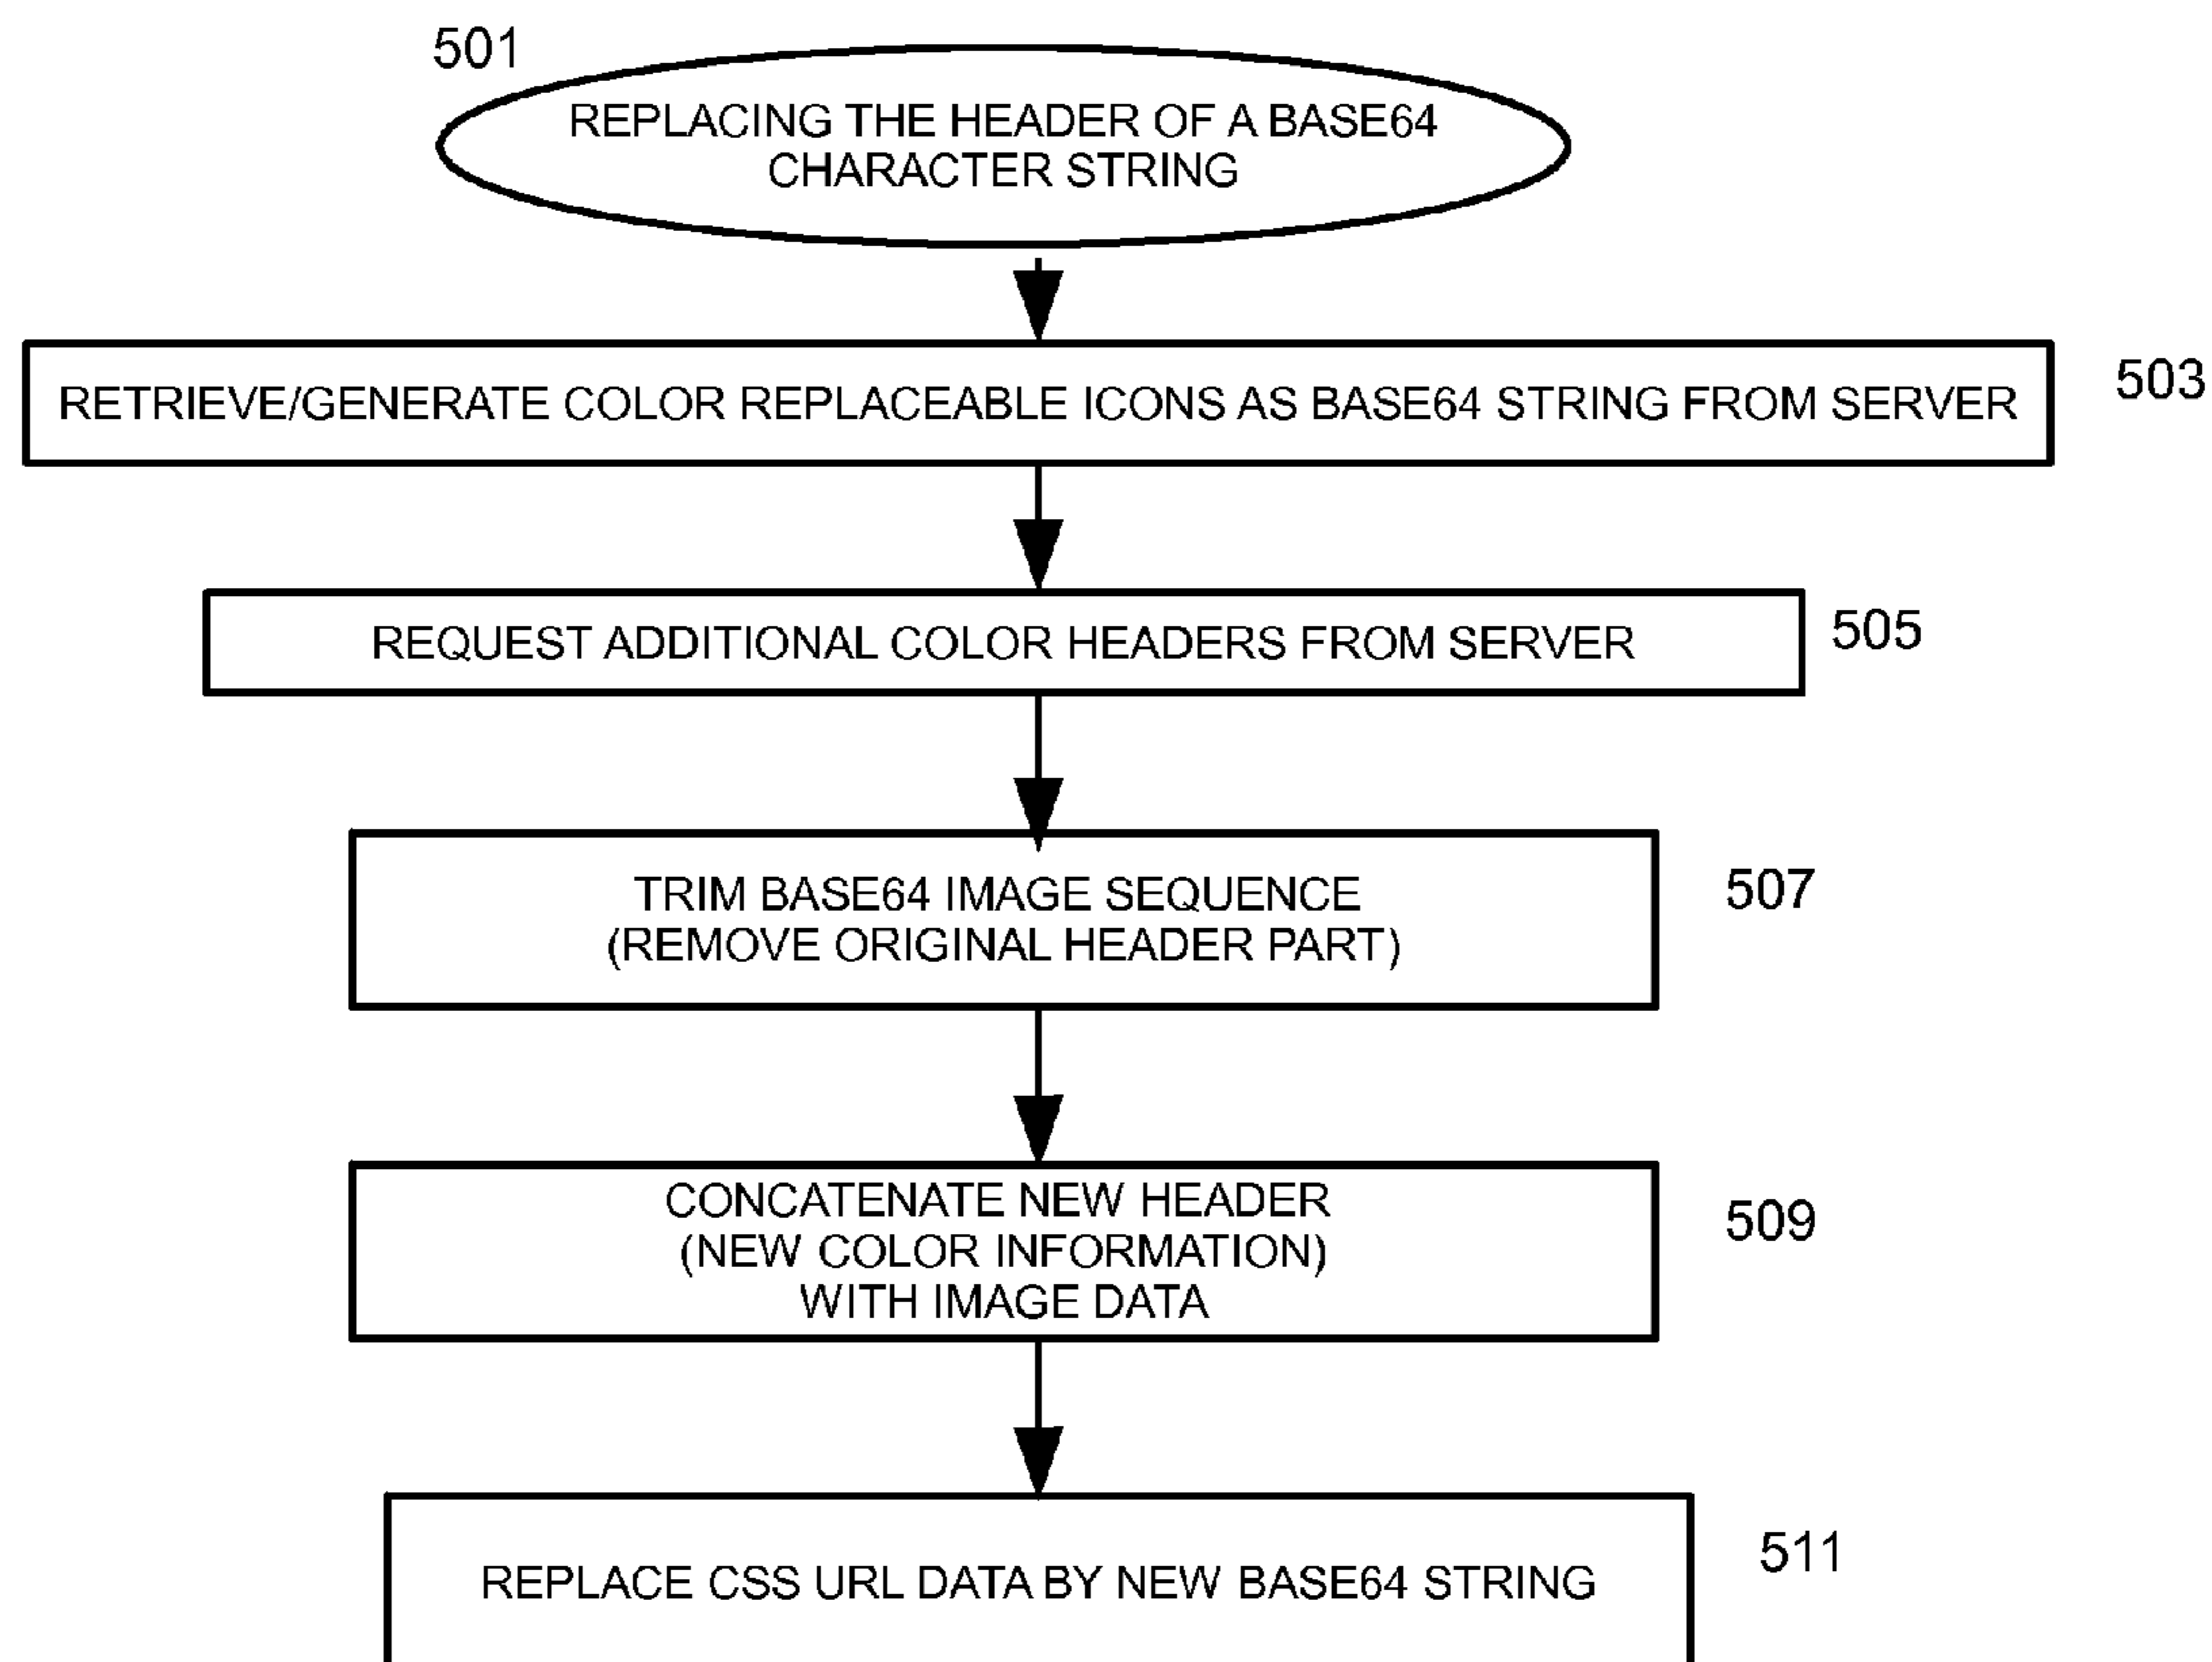 501
REPLACING THE HEADER OF A BASE64
CHARACTER STRING
RETRIEVE/GENERATE COLOR REPLACEABLE ICONS AS BASE64 STRING FROM SERVER
503
REQUEST ADDITIONAL COLOR HEADERS FROM SERVER
505
TRIM BASE64 IMAGE SEQUENCE
(REMOVE ORIGINAL HEADER PART)
507
CONCATENATE NEW HEADER
(NEW COLOR INFORMATION)
WITH IMAGE DATA
509
REPLACE CSS URL DATA BY NEW BASE64 STRING
511